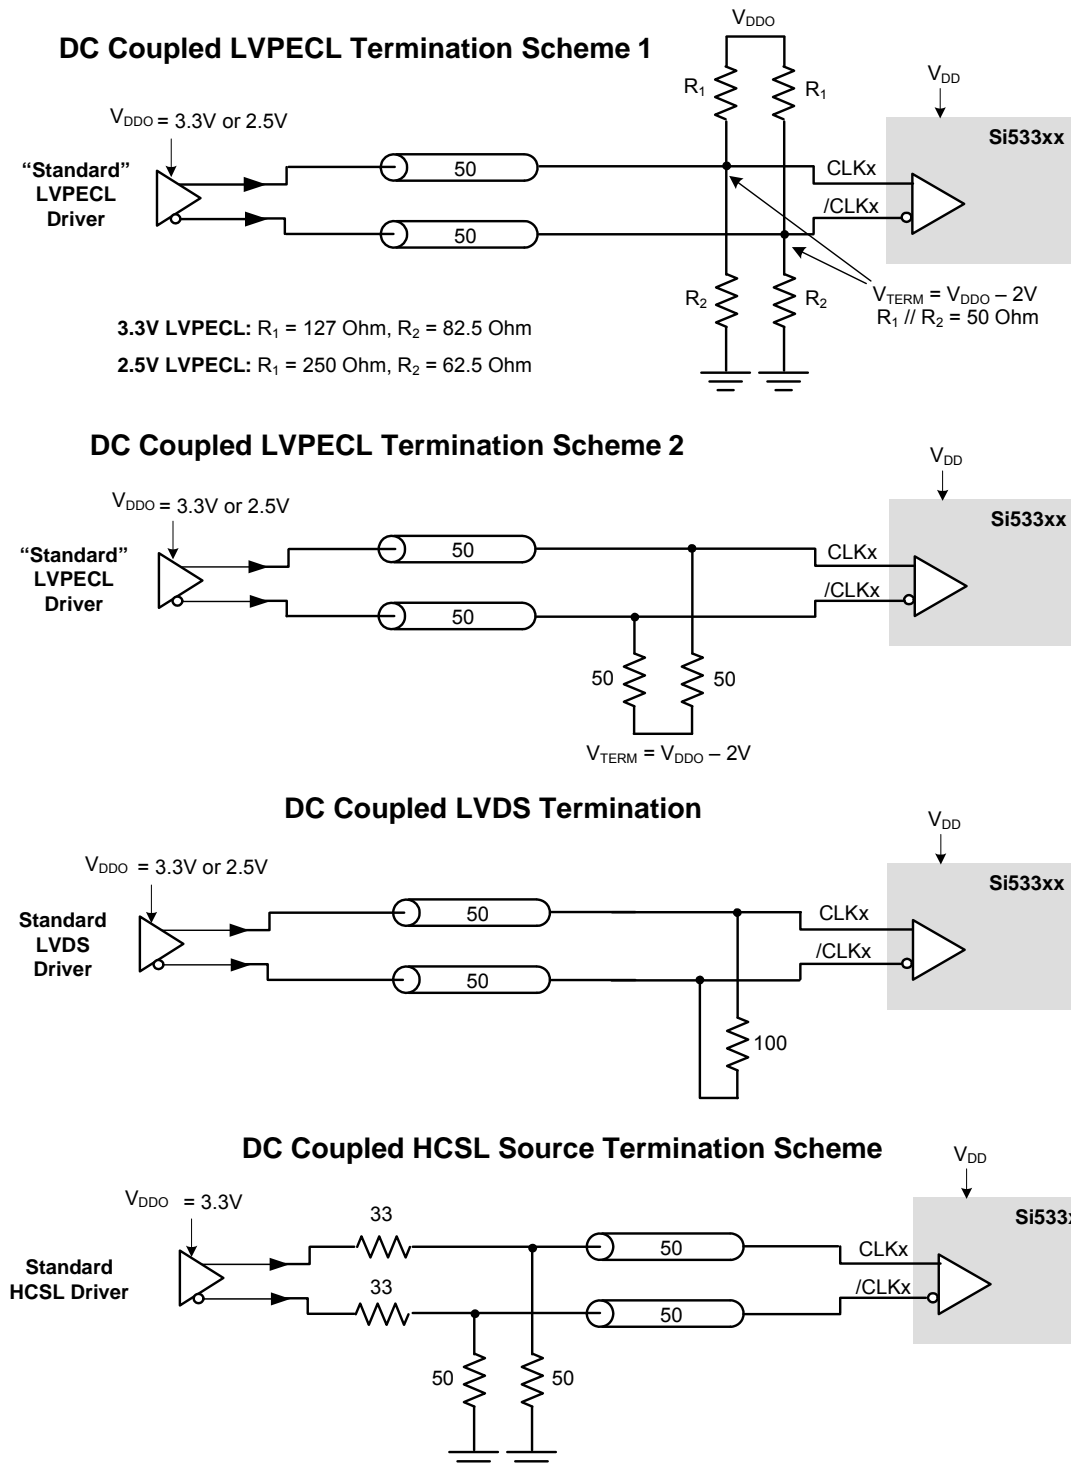 DC Coupled LVPECL Termination Scheme 1
VDDO
R1
R1
VDD
VDDO = 3.3V or 2.5V
Si533xx
“Standard”
LVPECL
Driver
50
CLKx
50
/CLKx
R2
R2
VTERM = VDDO – 2V
R1 // R2 = 50 Ohm
3.3V LVPECL: R1 = 127 Ohm, R2 = 82.5 Ohm
2.5V LVPECL: R1 = 250 Ohm, R2 = 62.5 Ohm
DC Coupled LVPECL Termination Scheme 2
VDD
VDDO = 3.3V or 2.5V
Si533xx
“Standard”
LVPECL
Driver
50
CLKx
50
/CLKx
50
50
VTERM = VDDO – 2V
DC Coupled LVDS Termination
VDD
VDDO = 3.3V or 2.5V
Si533xx
Standard
LVDS
Driver
50
CLKx
50
/CLKx
100
DC Coupled HCSL Source Termination Scheme
VDD
VDDO = 3.3V
Si533x
Standard
HCSL Driver
33
50
CLKx
33
50
/CLKx
50
50